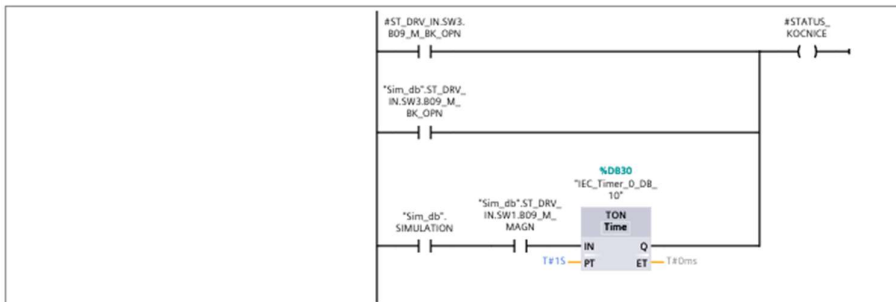 #ST_DRV_IN.SW3.
B09_M_BK_OPN
#STATUS_
KOCNICE
"Sim_db".ST_DRV_
IN.SW3.B09_M_
BK_OPN
%DB30
"IEC_Timer_D_DB_
10"
"Sim_db".
SIMULATION
"Sim_db".ST_DRV_
IN.SW1.B09_M_
MAGN
TON
Time
IN Q
T#1S PT ET T#0ms